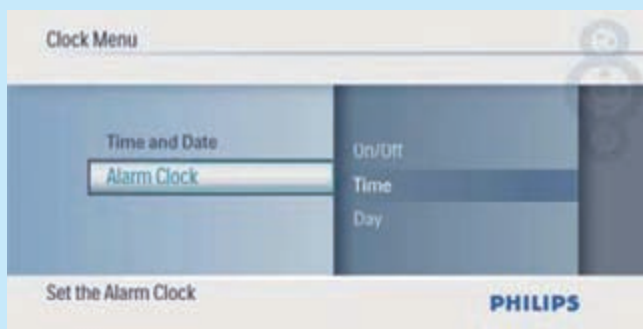 Clock Menu
Time and Date
Alarm Clock
On/Off
Time
Day
Set the Alarm Clock
PHILIPS